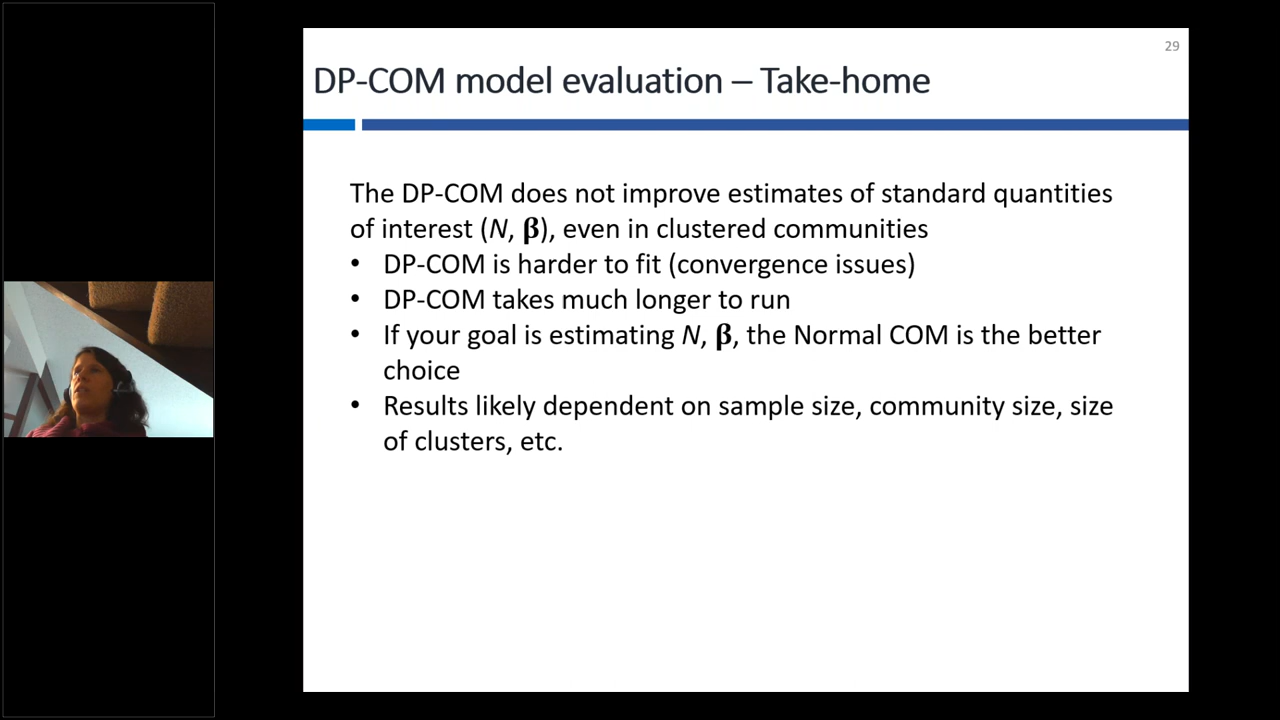 29
DP-COM model evaluation – Take-home
The DP-COM does not improve estimates of standard quantities
of interest (N, β), even in clustered communities
• DP-COM is harder to fit (convergence issues)
• DP-COM takes much longer to run
• If your goal is estimating N, β, the Normal COM is the better
choice
• Results likely dependent on sample size, community size, size
of clusters, etc.